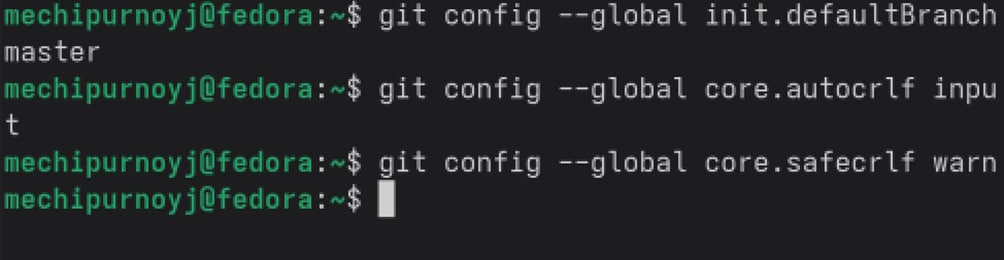 mechipurnoyj@fedora:~$ git config --global init.defaultBranch
master
mechipurnoyj@fedora:~$ git config --global core.autocrlf inpu
t
mechipurnoyj@fedora:~$ git config --global core.safecrlf warn
mechipurnoyj@fedora:~$